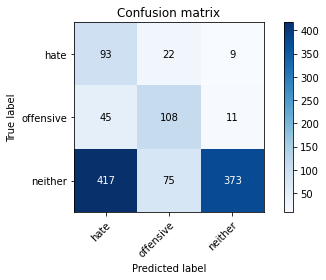 Confusion matrix
True label
hate 93 22 9
offensive 45 108 11
neither 417 75 373
hate offensive neither
Predicted label
400
350
300
250
200
150
100
50